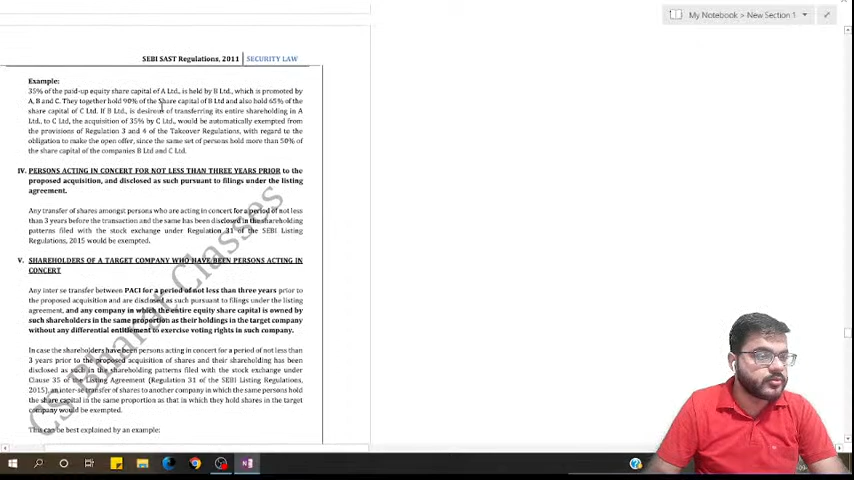 My Notebook > New Section 1
SEBI SAST Regulations, 2011 SECURITY LAW
Example:
35% of the paid-up equity share capital of A Ltd., is held by B Ltd., which is promoted by
A, B and C. They together hold 90% of the Share capital of B Ltd and also hold 65% of the
share capital of C Ltd. If B Ltd., is desirous of transferring its entire shareholding in A
Ltd., to C Ltd, the acquisition of 35% by C Ltd., would be automatically exempted from
the provisions of Regulation 3 and 4 of the Takeover Regulations, with regard to the
obligation to make the open offer, since the same set of persons hold more than 50% of
the share capital of the companies B Ltd and C Ltd.
IV. PERSONS ACTING IN CONCERT FOR NOT LESS THAN THREE YEARS PRIOR to the
proposed acquisition, and disclosed as such pursuant to filings under the listing
agreement.
Any transfer of shares amongst persons who are acting in concert for a period of not less
than 3 years before the transaction and the same has been disclosed in the shareholding
patterns filed with the stock exchange under Regulation 31 of the SEBI Listing
Regulations, 2015 would be exempted.
V. SHAREHOLDERS OF A TARGET COMPANY WHO HAVE BEEN PERSONS ACTING IN
CONCERT
Any inter se transfer between PACI for a period of not less than three years prior to
the proposed acquisition and are disclosed as such pursuant to filings under the listing
agreement, and any company in which the entire equity share capital is owned by
such shareholders in the same proportion as their holdings in the target company
without any differential entitlement to exercise voting rights in such company.
In case the shareholders have been persons acting in concert for a period of not less than
3 years prior to the proposed acquisition of shares and their shareholding has been
disclosed as such in the shareholding patterns filed with the stock exchange under
Clause 35 of the Listing Agreement (Regulation 31 of the SEBI Listing Regulations,
2015), an inter-se transfer of shares to another company in which the same persons hold
the share capital in the same proportion as that in which they hold shares in the target
company would be exempted.
This can be best explained by an example:
CS Bharat Classes